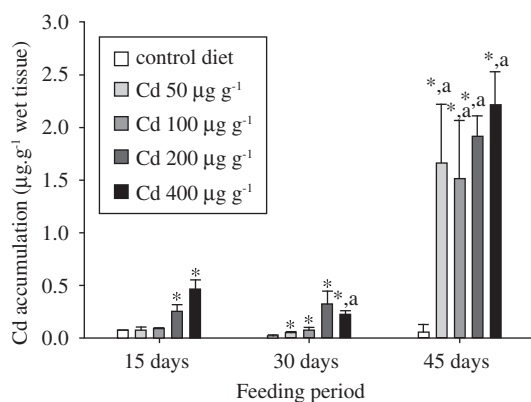 3.0
2.5
2.0
1.5
1.0
0.5
0.0
Cd accumulation (µg.g⁻¹ wet tissue)
control diet
Cd 50 µg g⁻¹
Cd 100 µg g⁻¹
Cd 200 µg g⁻¹
Cd 400 µg g⁻¹
*
*
*
*
*
*,a
*,a
*,a
*,a
*,a
15 days
30 days
45 days
Feeding period